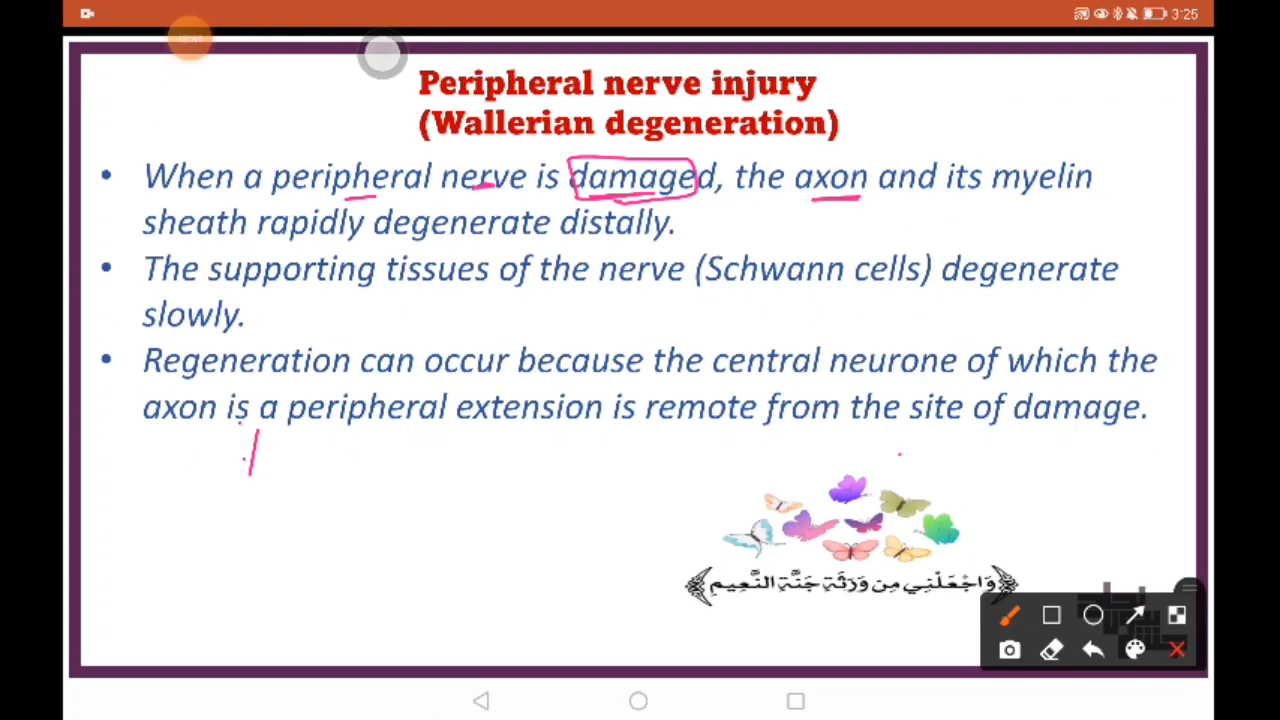 3:25
Peripheral nerve injury
(Wallerian degeneration)
• When a peripheral nerve is damaged, the axon and its myelin
sheath rapidly degenerate distally.
• The supporting tissues of the nerve (Schwann cells) degenerate
slowly.
• Regeneration can occur because the central neurone of which the
axon is a peripheral extension is remote from the site of damage.
﴿وَاجْعَلْنِي مِن وَرَثَةِ جَنَّةِ النَّعِيمِ﴾